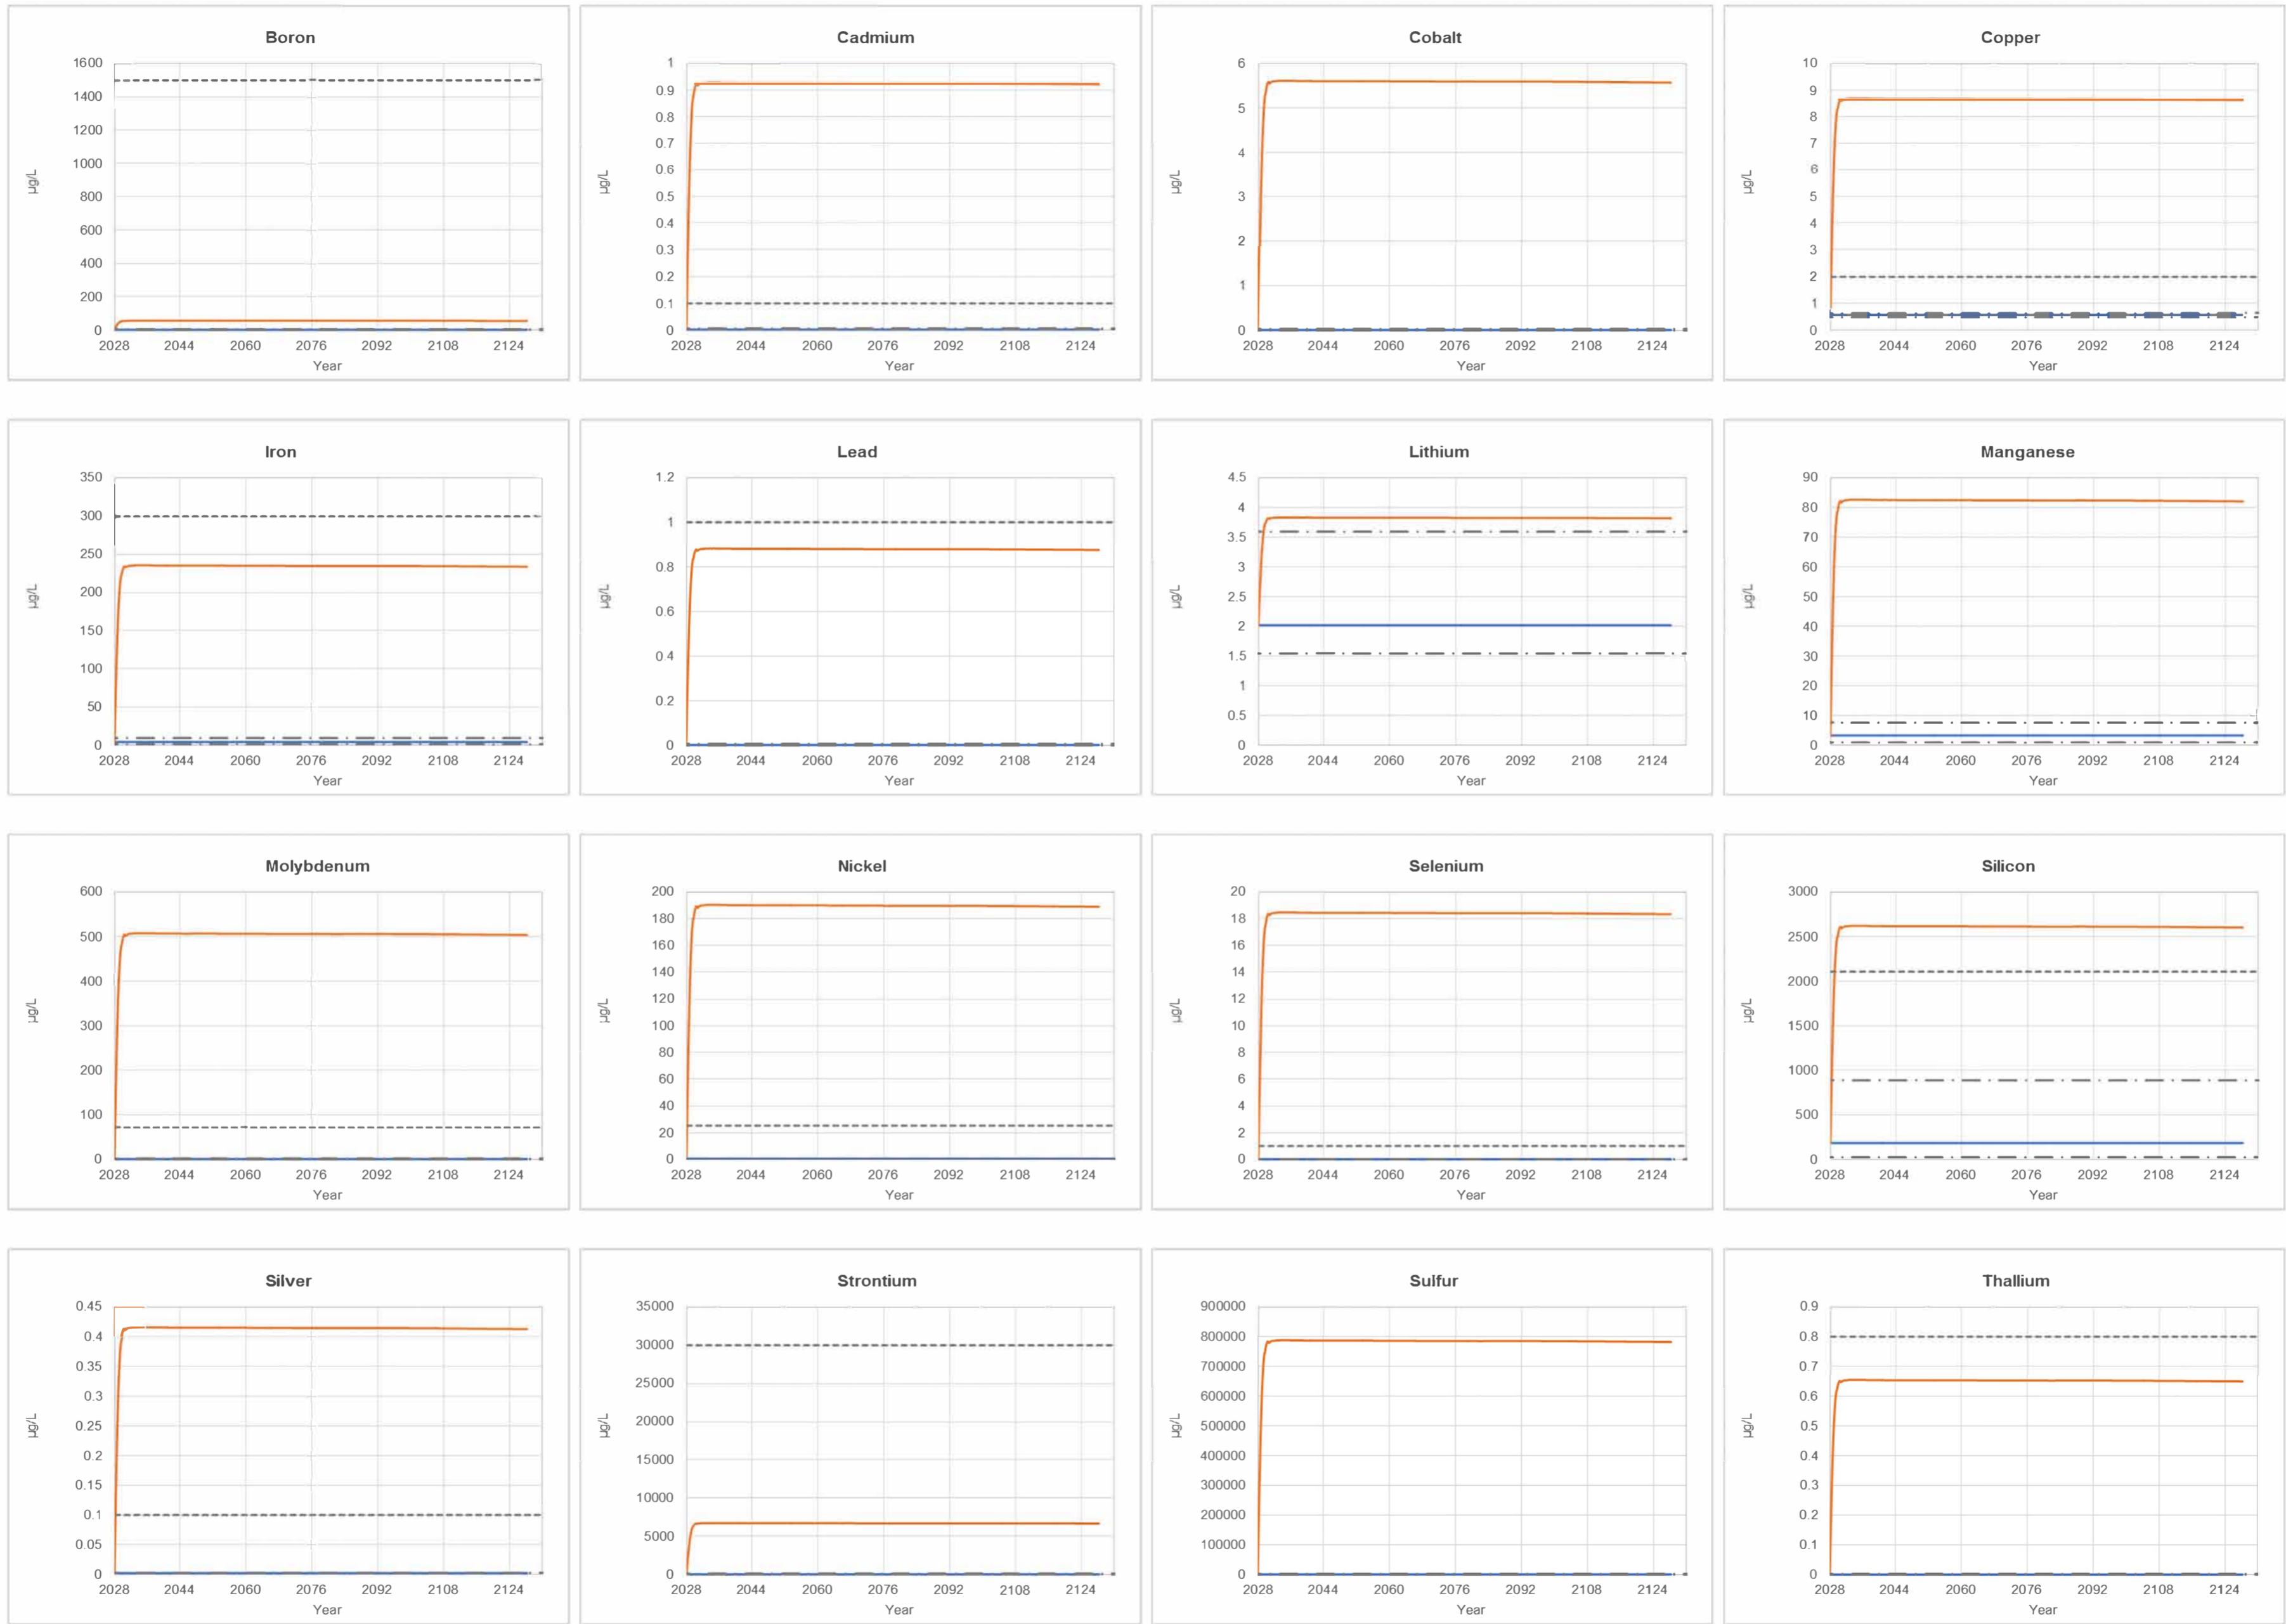 Boron
1600
1400
1200
1000
800
600
400
200
0
µg/L
2028 2044 2060 2076 2092 2108 2124
Year
Cadmium
1
0.9
0.8
0.7
0.6
0.5
0.4
0.3
0.2
0.1
0
µg/L
2028 2044 2060 2076 2092 2108 2124
Year
Cobalt
6
5
4
3
2
1
0
µg/L
2028 2044 2060 2076 2092 2108 2124
Year
Copper
10
9
8
7
6
5
4
3
2
1
0
µg/L
2028 2044 2060 2076 2092 2108 2124
Year
Iron
350
300
250
200
150
100
50
0
µg/L
2028 2044 2060 2076 2092 2108 2124
Year
Lead
1.2
1
0.8
0.6
0.4
0.2
0
µg/L
2028 2044 2060 2076 2092 2108 2124
Year
Lithium
4.5
4
3.5
3
2.5
2
1.5
1
0.5
0
µg/L
2028 2044 2060 2076 2092 2108 2124
Year
Manganese
90
80
70
60
50
40
30
20
10
0
µg/L
2028 2044 2060 2076 2092 2108 2124
Year
Molybdenum
600
500
400
300
200
100
0
µg/L
2028 2044 2060 2076 2092 2108 2124
Year
Nickel
200
180
160
140
120
100
80
60
40
20
0
µg/L
2028 2044 2060 2076 2092 2108 2124
Year
Selenium
20
18
16
14
12
10
8
6
4
2
0
µg/L
2028 2044 2060 2076 2092 2108 2124
Year
Silicon
3000
2500
2000
1500
1000
500
0
µg/L
2028 2044 2060 2076 2092 2108 2124
Year
Silver
0.45
0.4
0.35
0.3
0.25
0.2
0.15
0.1
0.05
0
µg/L
2028 2044 2060 2076 2092 2108 2124
Year
Strontium
35000
30000
25000
20000
15000
10000
5000
0
µg/L
2028 2044 2060 2076 2092 2108 2124
Year
Sulfur
900000
800000
700000
600000
500000
400000
300000
200000
100000
0
µg/L
2028 2044 2060 2076 2092 2108 2124
Year
Thallium
0.9
0.8
0.7
0.6
0.5
0.4
0.3
0.2
0.1
0
µg/L
2028 2044 2060 2076 2092 2108 2124
Year